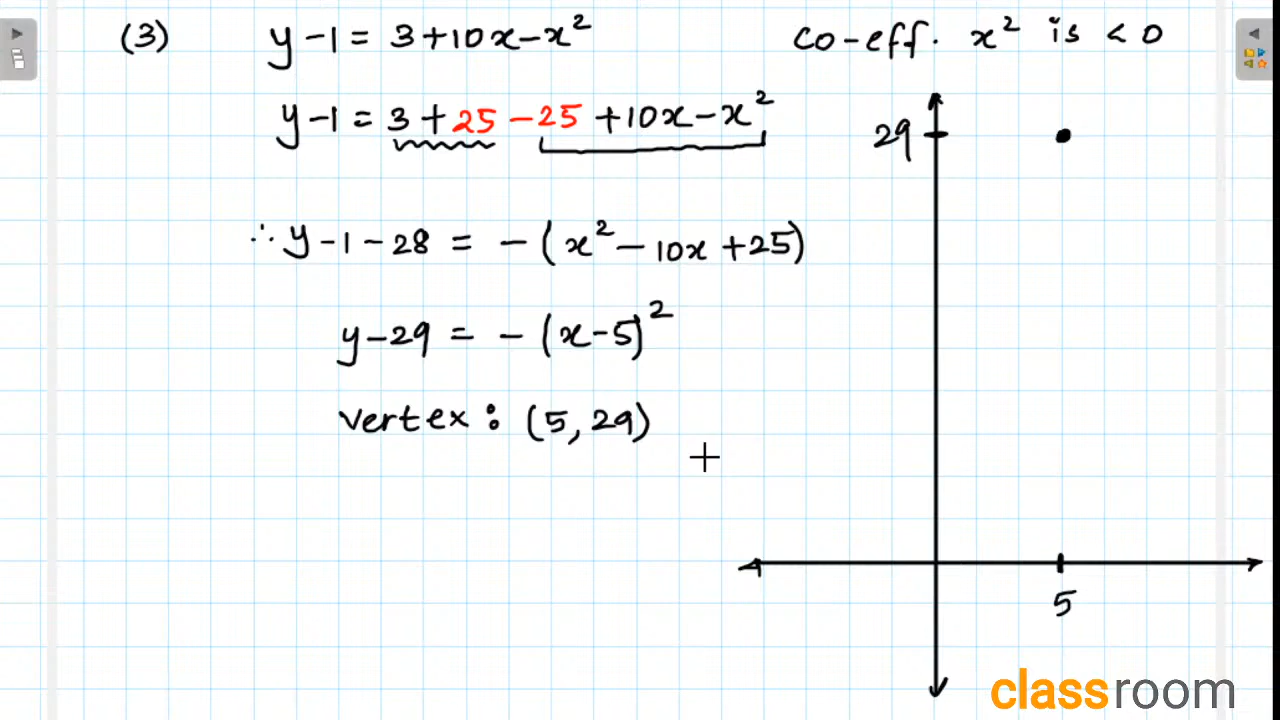 (3) y-1 = 3+10x-x²
co-eff. x² is < 0
y-1 = 3+25-25+10x-x²
29
∴ y-1-28 = -(x²-10x+25)
y-29 = -(x-5)²
vertex: (5, 29)
5
classroom